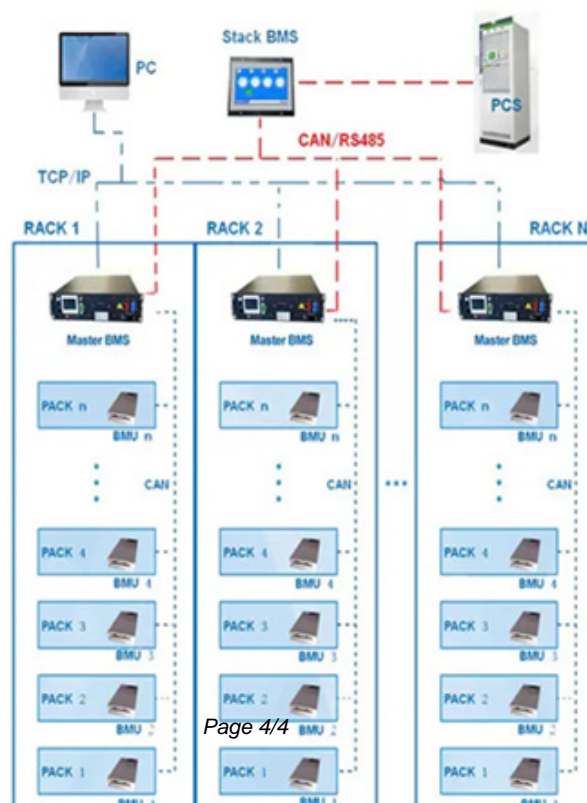 PC
Stack BMS
PCS
CAN/RS485
TCP/IP
RACK 1
RACK 2
RACK N
Master BMS
Master BMS
Master BMS
PACK n
PACK n
PACK n
BMU n
BMU n
BMU n
CAN
CAN
CAN
PACK 4
PACK 4
PACK 4
BMU 4
BMU 4
BMU 4
PACK 3
PACK 3
PACK 3
BMU 3
BMU 3
BMU 3
PACK 2
PACK 2
PACK 2
BMU 2
BMU 2
BMU 2
Page 4/4
PACK 1
PACK 1
PACK 1